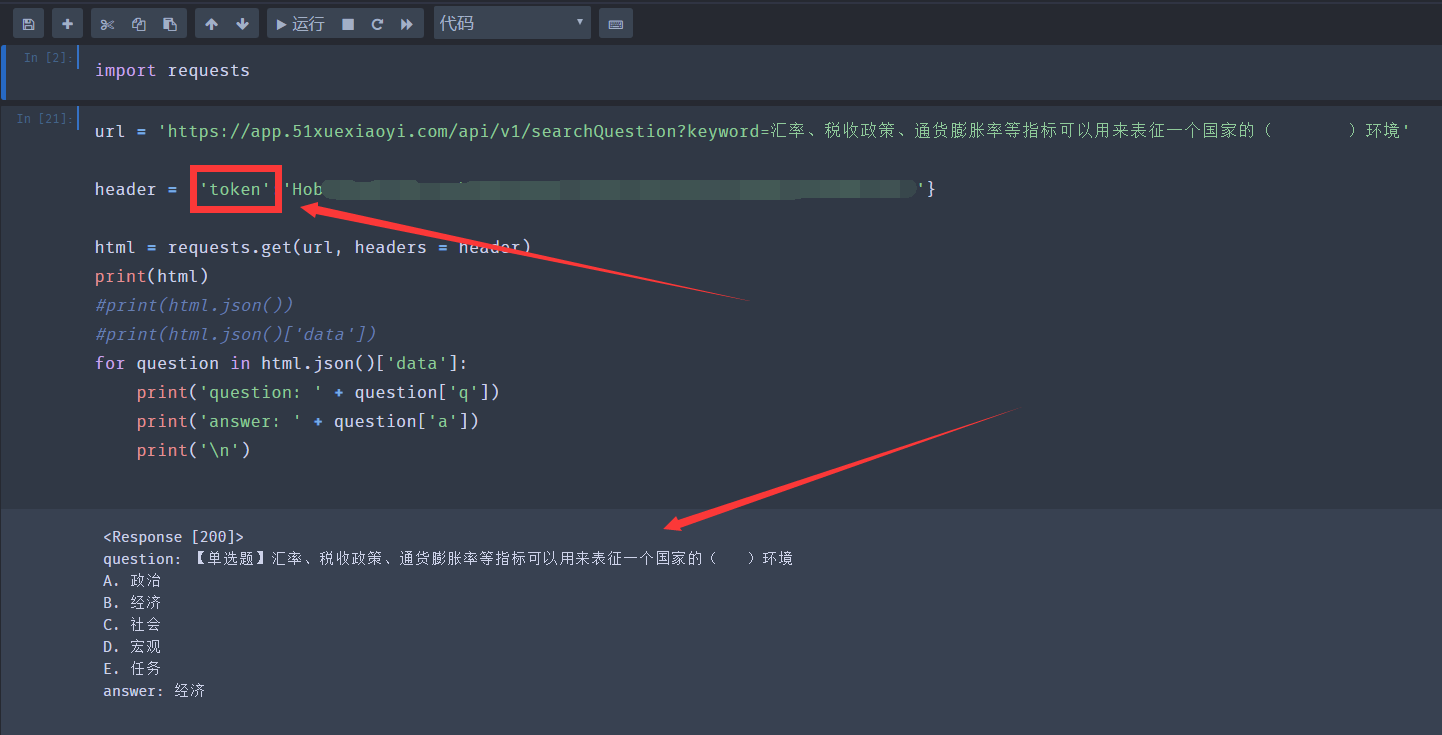 运行
代码
In [2]:
import requests
In [21]:
url = 'https://app.51xuexiaoyi.com/api/v1/searchQuestion?keyword=汇率、税收政策、通货膨胀率等指标可以用来表征一个国家的（　　）环境'
header = 'token' 'Hob '}
html = requests.get(url, headers = header)
print(html)
#print(html.json())
#print(html.json()['data'])
for question in html.json()['data']:
print('question: ' + question['q'])
print('answer: ' + question['a'])
print('\n')
<Response [200]>
question: 【单选题】汇率、税收政策、通货膨胀率等指标可以用来表征一个国家的（　）环境
A. 政治
B. 经济
C. 社会
D. 宏观
E. 任务
answer: 经济